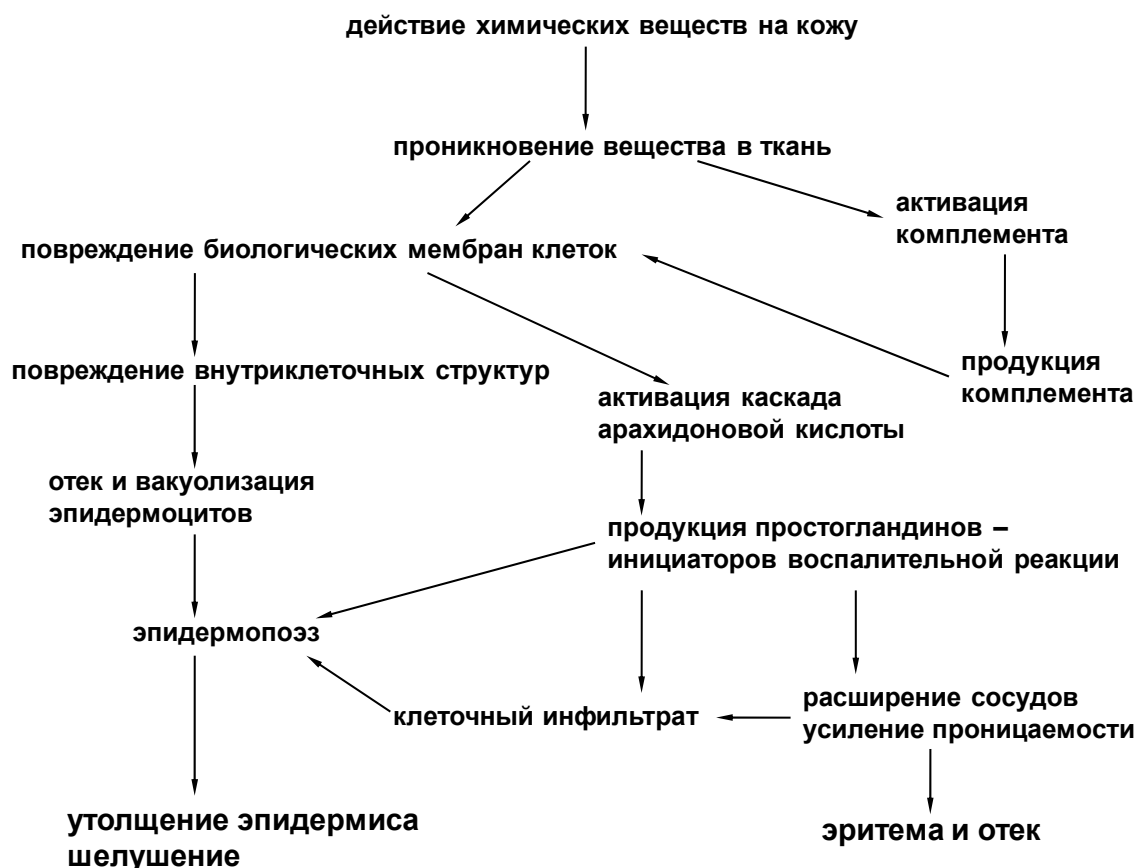 действие химических веществ на кожу
проникновение вещества в ткань
активация
комплемента
повреждение биологических мембран клеток
повреждение внутриклеточных структур
продукция
комплемента
активация каскада
арахидоновой кислоты
отек и вакуолизация
эпидермоцитов
продукция простогландинов –
инициаторов воспалительной реакции
эпидермопоэз
клеточный инфильтрат
расширение сосудов
усиление проницаемости
утолщение эпидермиса
шелушение
эритема и отек